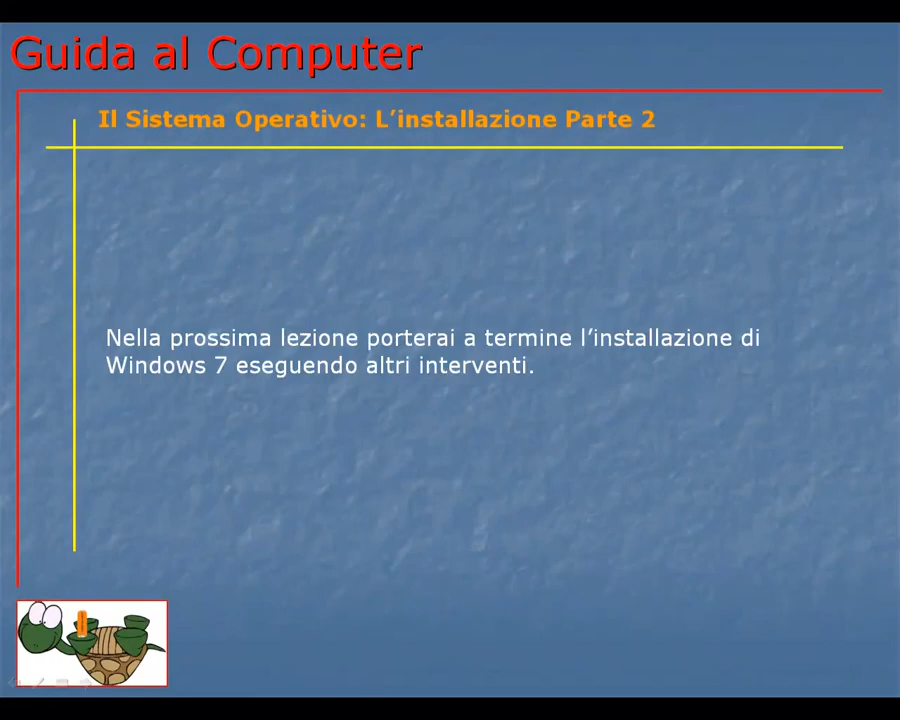 Guida al Computer
Il Sistema Operativo: L’installazione Parte 2
Nella prossima lezione porterai a termine l’installazione di
Windows 7 eseguendo altri interventi.